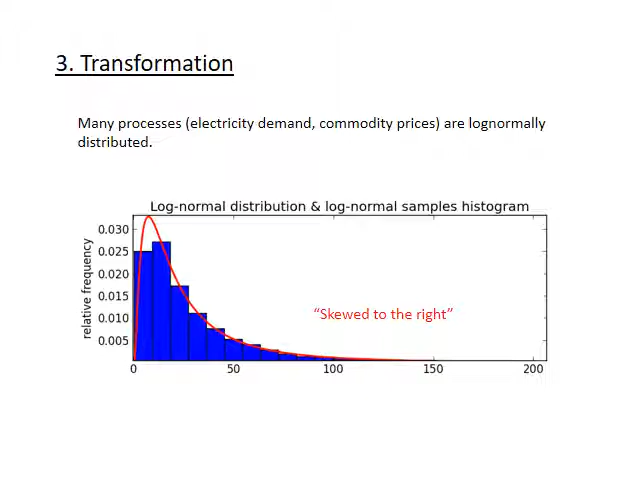 3. Transformation
Many processes (electricity demand, commodity prices) are lognormally
distributed.
Log-normal distribution & log-normal samples histogram
relative frequency
0.030
0.025
0.020
0.015
0.010
0.005
“Skewed to the right”
0 50 100 150 200